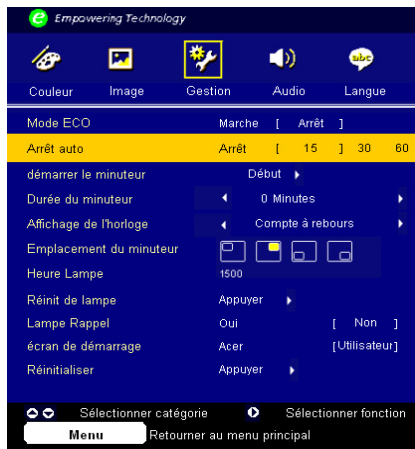 Empowering Technology
Couleur Image Gestion Audio Langue
Mode ECO Marche [ Arrêt ]
Arrêt auto Arrêt [ 15 ] 30 60
démarrer le minuteur Début
Durée du minuteur 0 Minutes
Affichage de l'horloge Compte à rebours
Emplacement du minuteur
Heure Lampe 1500
Réinit de lampe Appuyer
Lampe Rappel Oui [ Non ]
écran de démarrage Acer [Utilisateur]
Réinitialiser Appuyer
Sélectionner catégorie Sélectionner fonction
Menu Retourner au menu principal